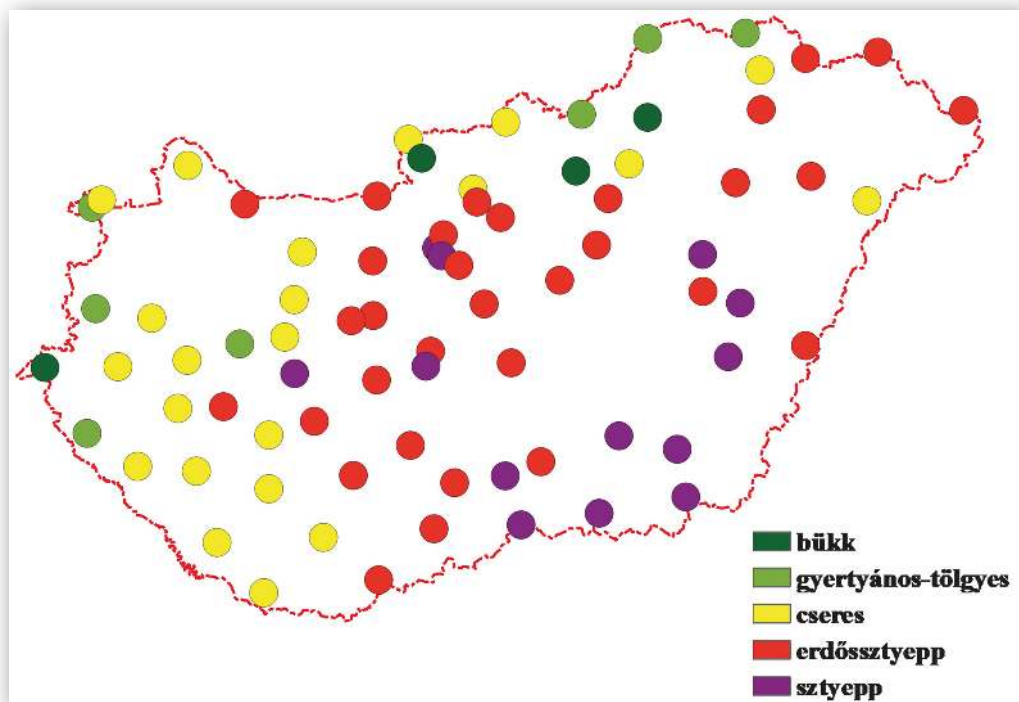 bükk
gyertyános-tölgyes
cseres
erdőssztyepp
sztyepp